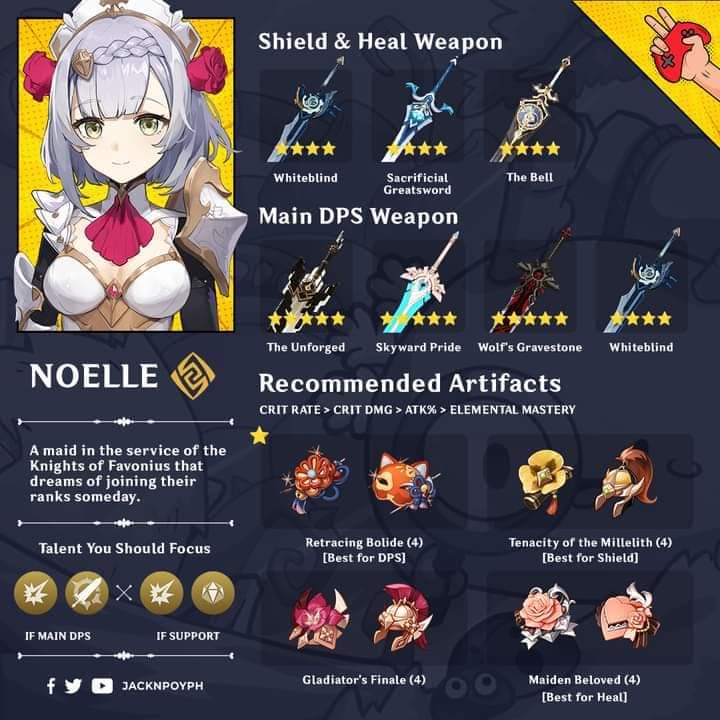 Shield & Heal Weapon
Whiteblind
Sacrificial
Greatsword
The Bell
Main DPS Weapon
The Unforged
Skyward Pride
Wolf's Gravestone
Whiteblind
NOELLE
A maid in the service of the
Knights of Favonius that
dreams of joining their
ranks someday.
Talent You Should Focus
IF MAIN DPS
IF SUPPORT
JACKNPOYPH
Recommended Artifacts
CRIT RATE > CRIT DMG > ATK% > ELEMENTAL MASTERY
Retracing Bolide (4)
[Best for DPS]
Tenacity of the Millelith (4)
[Best for Shield]
Gladiator's Finale (4)
Maiden Beloved (4)
[Best for Heal]